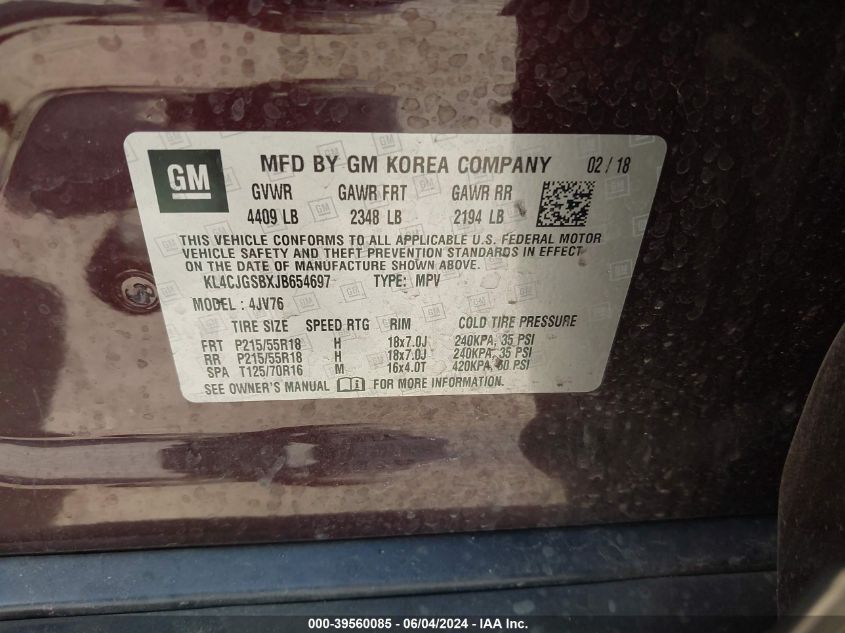 GM MFD BY GM KOREA COMPANY 02 / 18
GVWR GAWR FRT GAWR RR
4409 LB 2348 LB 2194 LB
THIS VEHICLE CONFORMS TO ALL APPLICABLE U.S. FEDERAL MOTOR
VEHICLE SAFETY AND THEFT PREVENTION STANDARDS IN EFFECT
ON THE DATE OF MANUFACTURE SHOWN ABOVE.
KL4CJGSBXJB654697 TYPE: MPV
MODEL : 4JV76
TIRE SIZE SPEED RTG RIM COLD TIRE PRESSURE
FRT P215/55R18 H 18x7.0J 240KPA, 35 PSI
RR P215/55R18 H 18x7.0J 240KPA, 35 PSI
SPA T125/70R16 M 16x4.0T 420KPA, 60 PSI
SEE OWNER'S MANUAL FOR MORE INFORMATION.
000-39560085 / 06/04/2024 - IAA Inc.